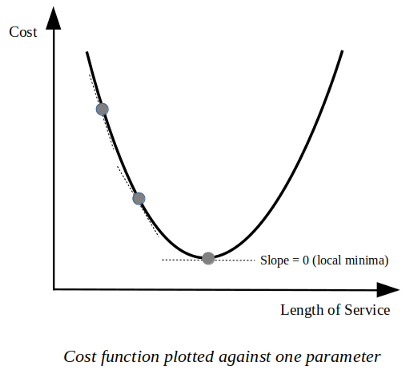 Cost
Slope = 0 (local minima)
Length of Service
Cost function plotted against one parameter